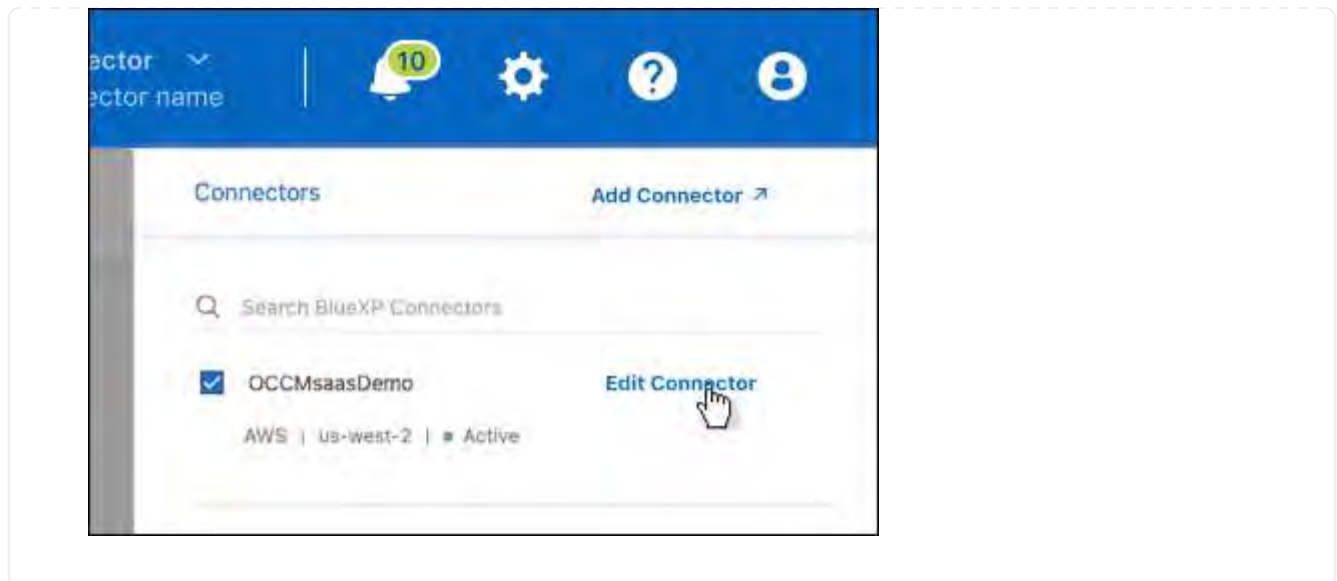 ector
ector name
10
?
Connectors
Add Connector
Search BlueXP Connectors
OCCMsaasDemo
Edit Connector
AWS | us-west-2 | Active